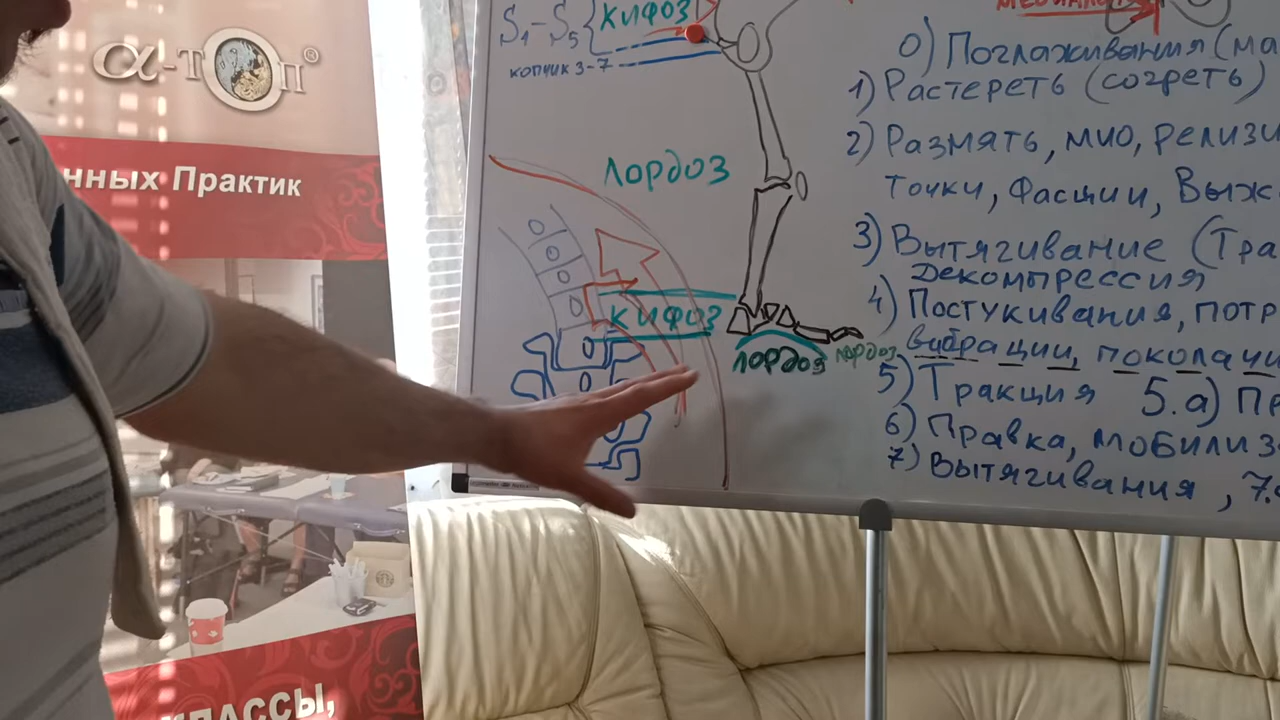 α-ТОП®
нных Практик
КЛАССЫ,
S1-S5 { КИФОЗ
КОПЧИК 3-7
ЛОРДОЗ
КИФОЗ
ЛОРДОЗ
ЛОРДОЗ
0) Поглаживания (ма
1) Растереть (согреть)
2) Размять, мио, релизи
точки, Фасции, Выж
3) Вытягивание (Тра
Декомпрессия
4) Постукивания, потр
вибрации, поколачи
5) Тракция 5.а) Пр
6) Правка, мобилиз
7) Вытягивания, 7.